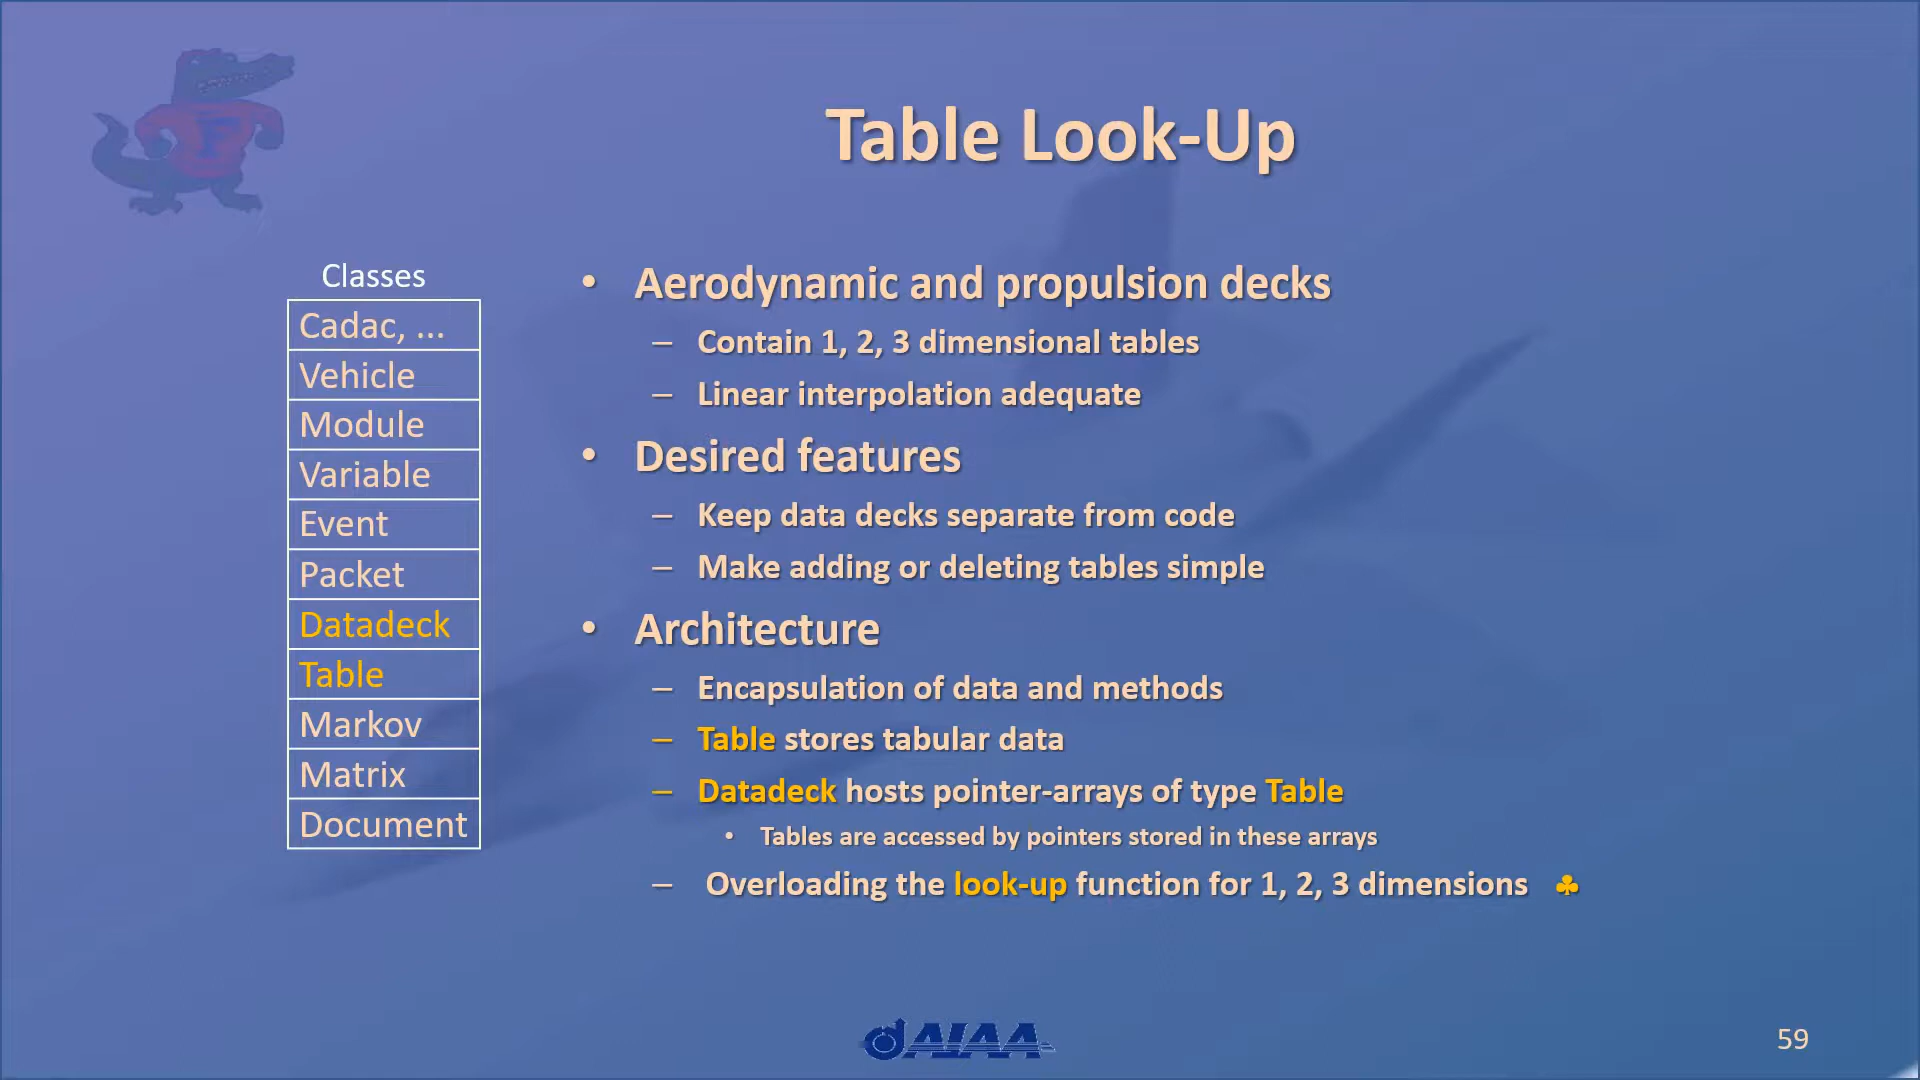 Table Look-Up
Classes
Cadac, ...
Vehicle
Module
Variable
Event
Packet
Datadeck
Table
Markov
Matrix
Document
• Aerodynamic and propulsion decks
– Contain 1, 2, 3 dimensional tables
– Linear interpolation adequate
• Desired features
– Keep data decks separate from code
– Make adding or deleting tables simple
• Architecture
– Encapsulation of data and methods
– Table stores tabular data
– Datadeck hosts pointer-arrays of type Table
• Tables are accessed by pointers stored in these arrays
– Overloading the look-up function for 1, 2, 3 dimensions ♣
AIAA
59